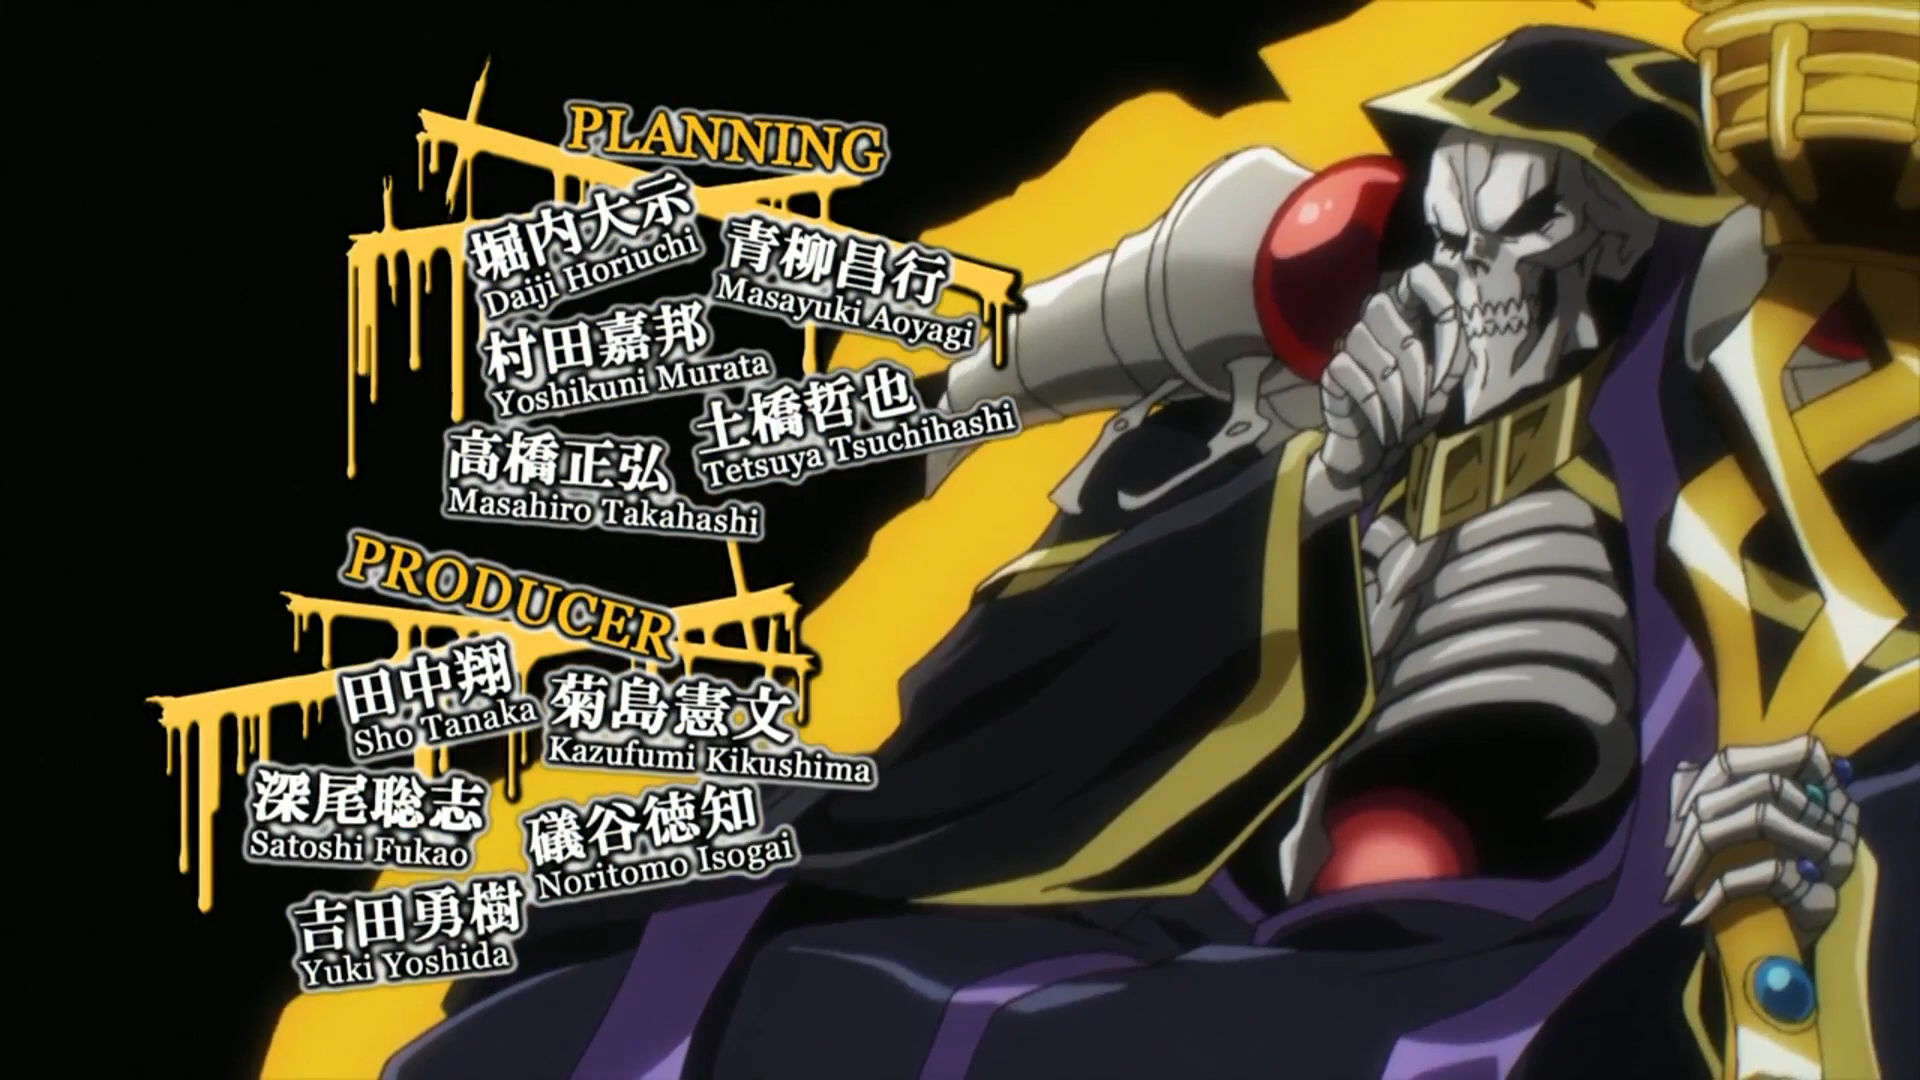 PLANNING
堀内大示
Daiji Horiuchi
青柳昌行
Masayuki Aoyagi
村田嘉邦
Yoshikuni Murata
土橋哲也
Tetsuya Tsuchihashi
高橋正弘
Masahiro Takahashi
PRODUCER
田中翔
Sho Tanaka
菊島憲文
Kazufumi Kikushima
深尾聡志
Satoshi Fukao
礒谷徳知
Noritomo Isogai
吉田勇樹
Yuki Yoshida